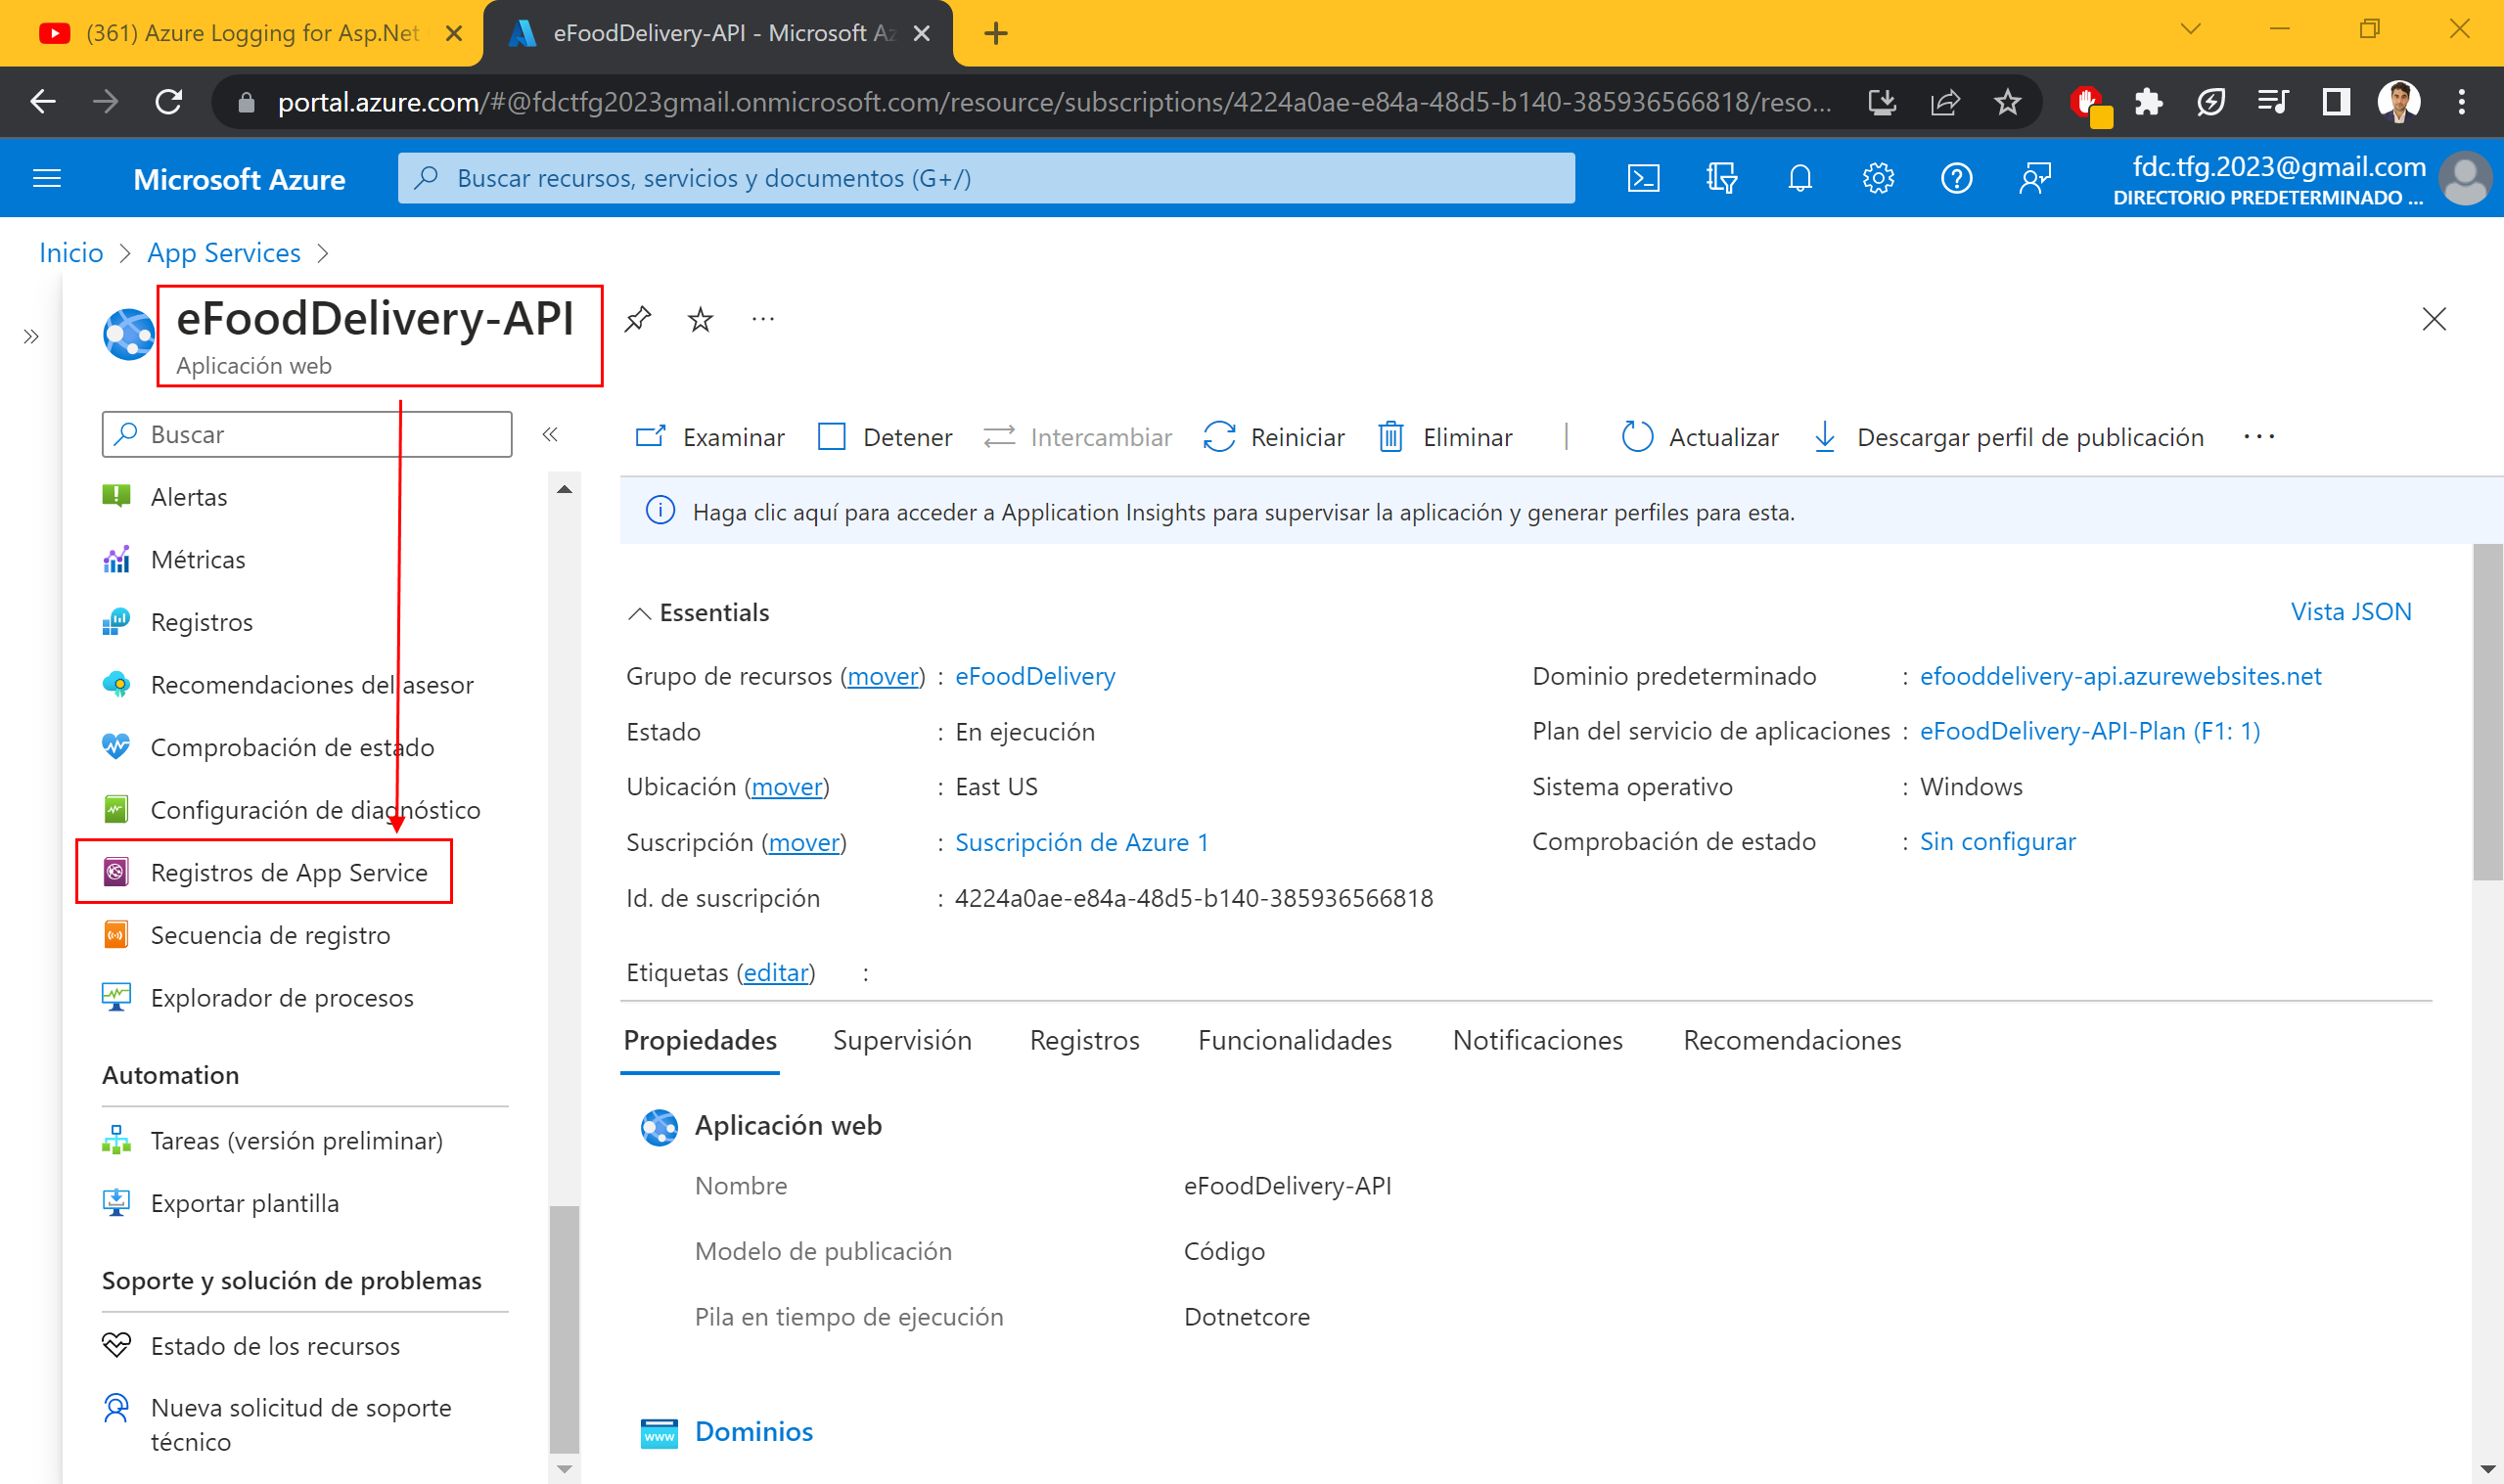 (361) Azure Logging for Asp.Net
eFoodDelivery-API - Microsoft Az
portal.azure.com/#@fdctfg2023gmail.onmicrosoft.com/resource/subscriptions/4224a0ae-e84a-48d5-b140-385936566818/reso...
Microsoft Azure
Buscar recursos, servicios y documentos (G+/)
fdc.tfg.2023@gmail.com
DIRECTORIO PREDETERMINADO ...
Inicio > App Services >
eFoodDelivery-API
Aplicación web
Buscar
Alertas
Métricas
Registros
Recomendaciones del asesor
Comprobación de estado
Configuración de diagnóstico
Registros de App Service
Secuencia de registro
Explorador de procesos
Automation
Tareas (versión preliminar)
Exportar plantilla
Soporte y solución de problemas
Estado de los recursos
Nueva solicitud de soporte
técnico
Examinar Detener Intercambiar Reiniciar Eliminar | Actualizar Descargar perfil de publicación ...
Haga clic aquí para acceder a Application Insights para supervisar la aplicación y generar perfiles para esta.
Essentials
Vista JSON
Grupo de recursos (mover) : eFoodDelivery
Estado : En ejecución
Ubicación (mover) : East US
Suscripción (mover) : Suscripción de Azure 1
Id. de suscripción : 4224a0ae-e84a-48d5-b140-385936566818
Dominio predeterminado : efooddelivery-api.azurewebsites.net
Plan del servicio de aplicaciones : eFoodDelivery-API-Plan (F1: 1)
Sistema operativo : Windows
Comprobación de estado : Sin configurar
Etiquetas (editar) :
Propiedades Supervisión Registros Funcionalidades Notificaciones Recomendaciones
Aplicación web
Nombre eFoodDelivery-API
Modelo de publicación Código
Pila en tiempo de ejecución Dotnetcore
www Dominios